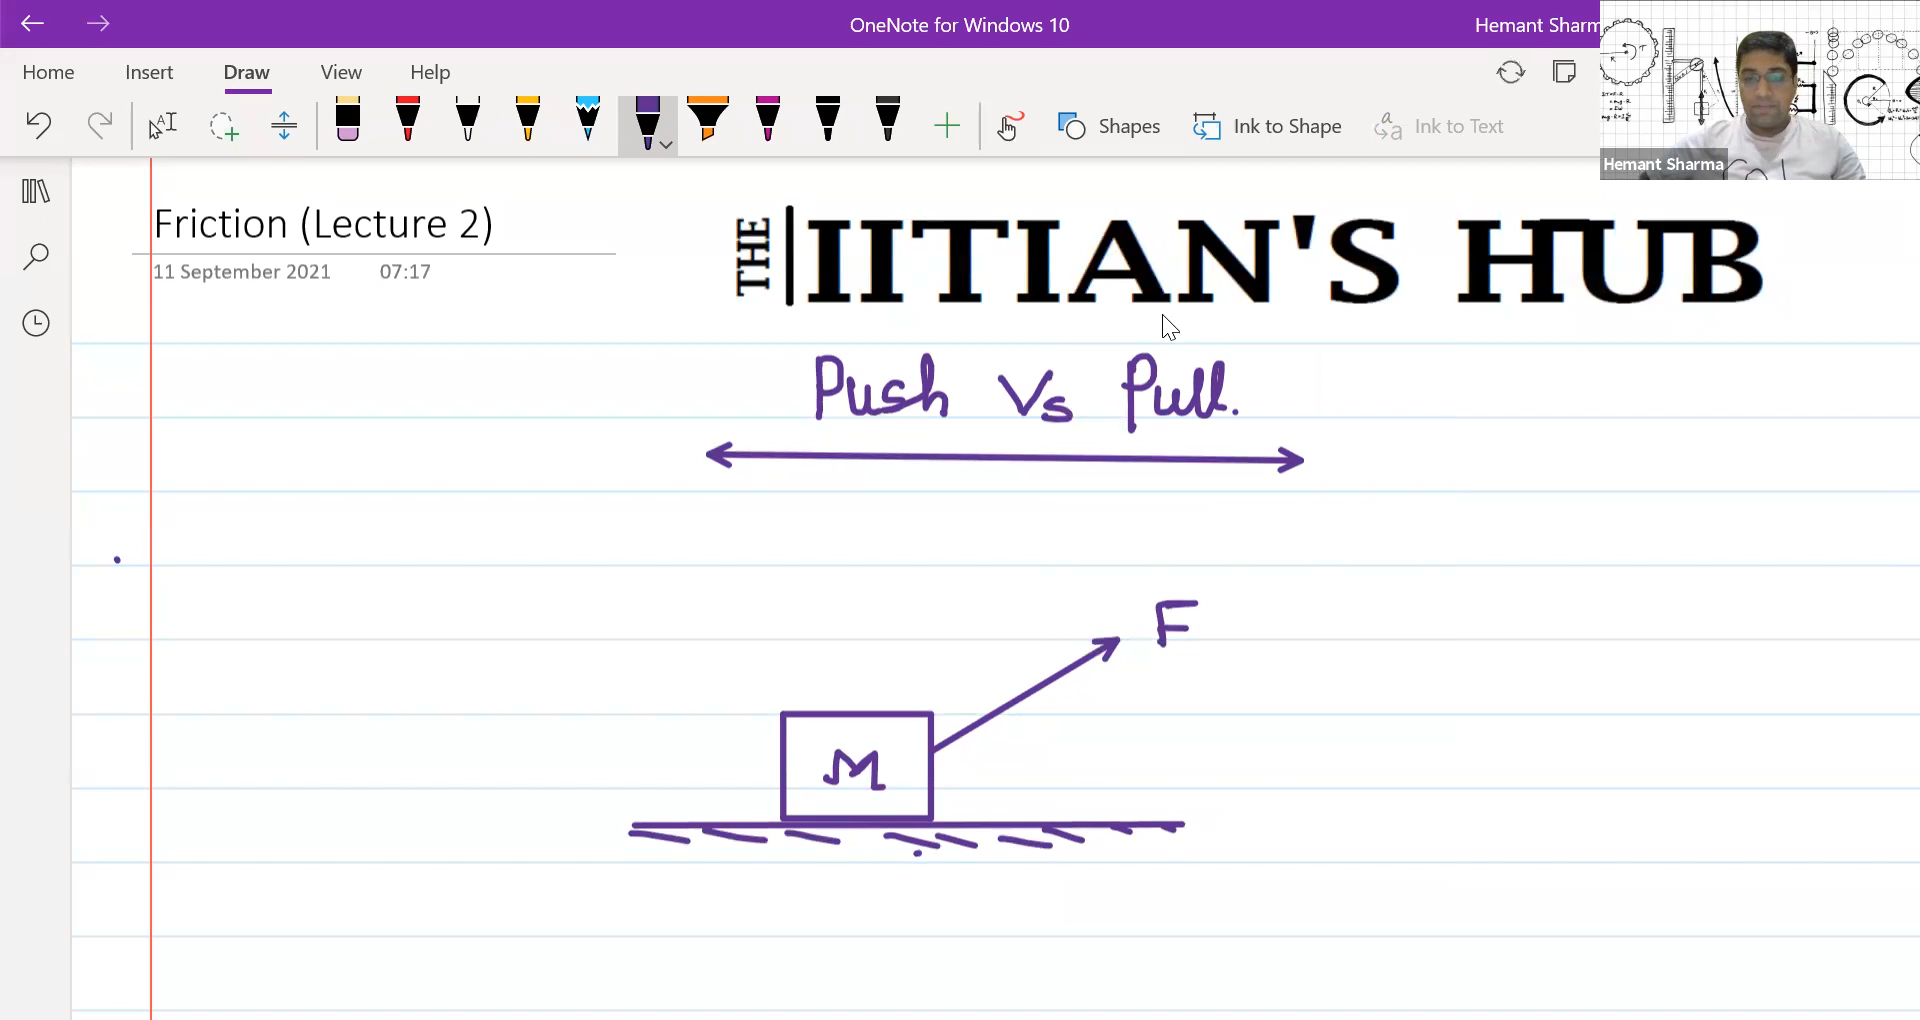 OneNote for Windows 10
Hemant Sharm
Home Insert Draw View Help
Shapes Ink to Shape Ink to Text
Hemant Sharma
Friction (Lecture 2)
11 September 2021 07:17
THE IITIAN'S HUB
Push Vs Pull.
F
M